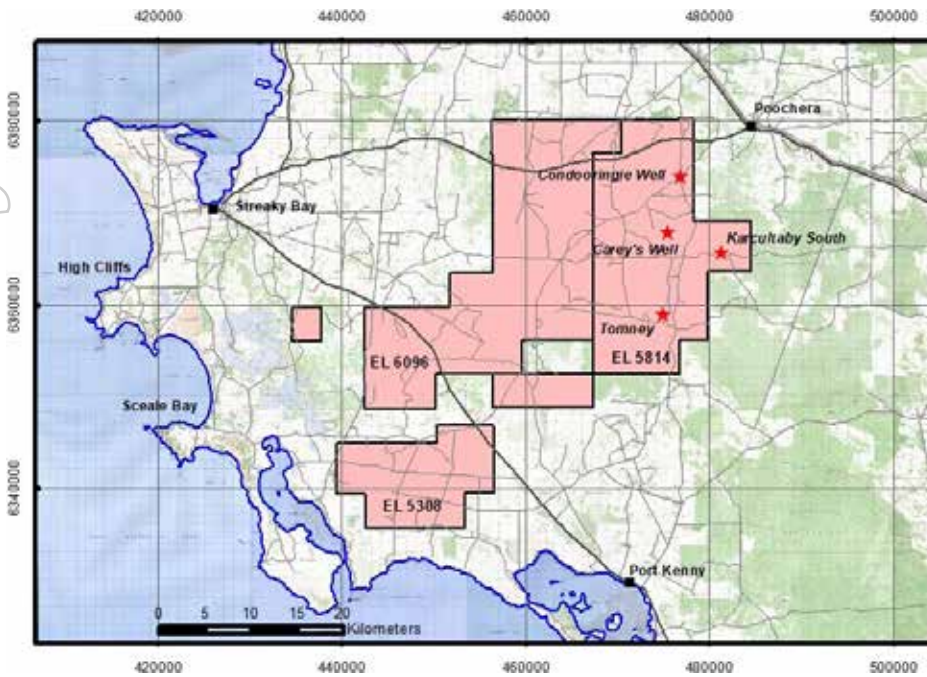 420000 440000 460000 480000 500000
6380000
6360000
6340000
Poochera
Condooringie Well
Streaky Bay
Karcultaby South
Carey's Well
High Cliffs
Tomney
EL 6096
EL 5814
Sceale Bay
EL 5308
Port Kenny
0 5 10 15 20
Kilometers
420000 440000 460000 480000 500000